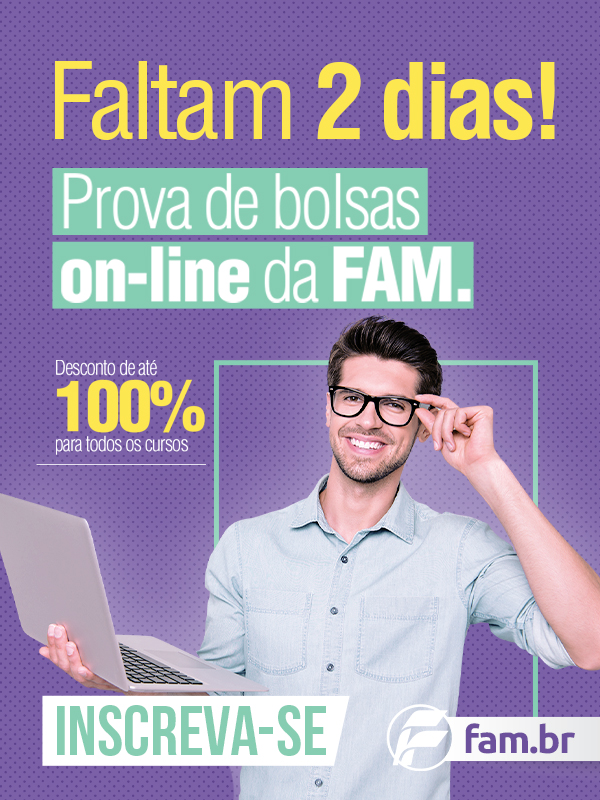 Faltam 2 dias!
Prova de bolsas
on-line da FAM.
Desconto de até
100%
para todos os cursos
INSCREVA-SE
fam.br